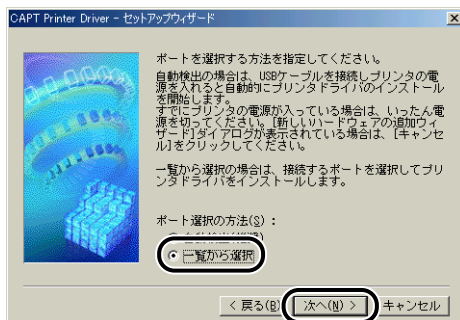 CAPT Printer Driver - セットアップウィザード
ポートを選択する方法を指定してください。
自動検出の場合は、USBケーブルを接続しプリンタの電
源を入れると自動的にプリンタドライバのインストール
を開始します。
すでにプリンタの電源が入っている場合は、いったん電
源を切ってください。[新しいハードウェアの追加ウィ
ザード]ダイアログが表示されている場合は、[キャンセ
ル]をクリックしてください。
一覧から選択の場合は、接続するポートを選択してプリ
ンタドライバをインストールします。
ポート選択の方法(S)：
一覧から選択
< 戻る(B) 次へ(N) > キャンセル